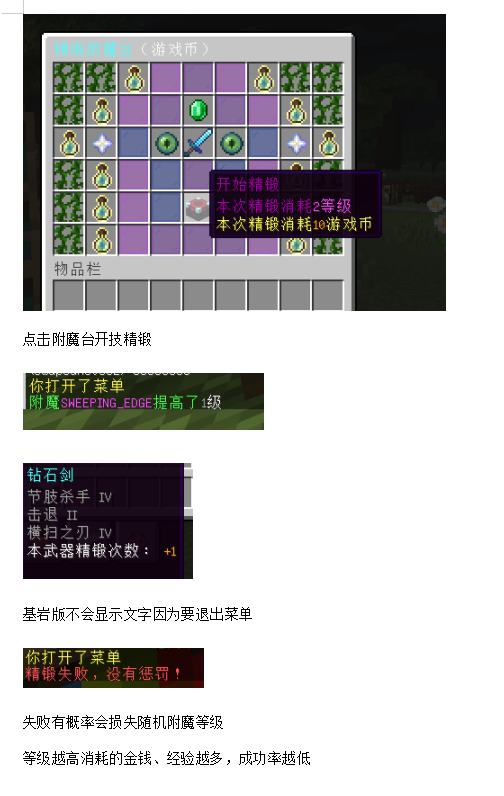 （游戏币）
开始精锻
本次精锻消耗2等级
本次精锻消耗10游戏币
物品栏
点击附魔台开技精锻
你打开了菜单
附魔SWEEPING_EDGE提高了1级
钻石剑
节肢杀手 IV
击退 II
横扫之刃 IV
本武器精锻次数： +1
基岩版不会显示文字因为要退出菜单
你打开了菜单
精锻失败，没有惩罚！
失败有概率会损失随机附魔等级
等级越高消耗的金钱、经验越多，成功率越低